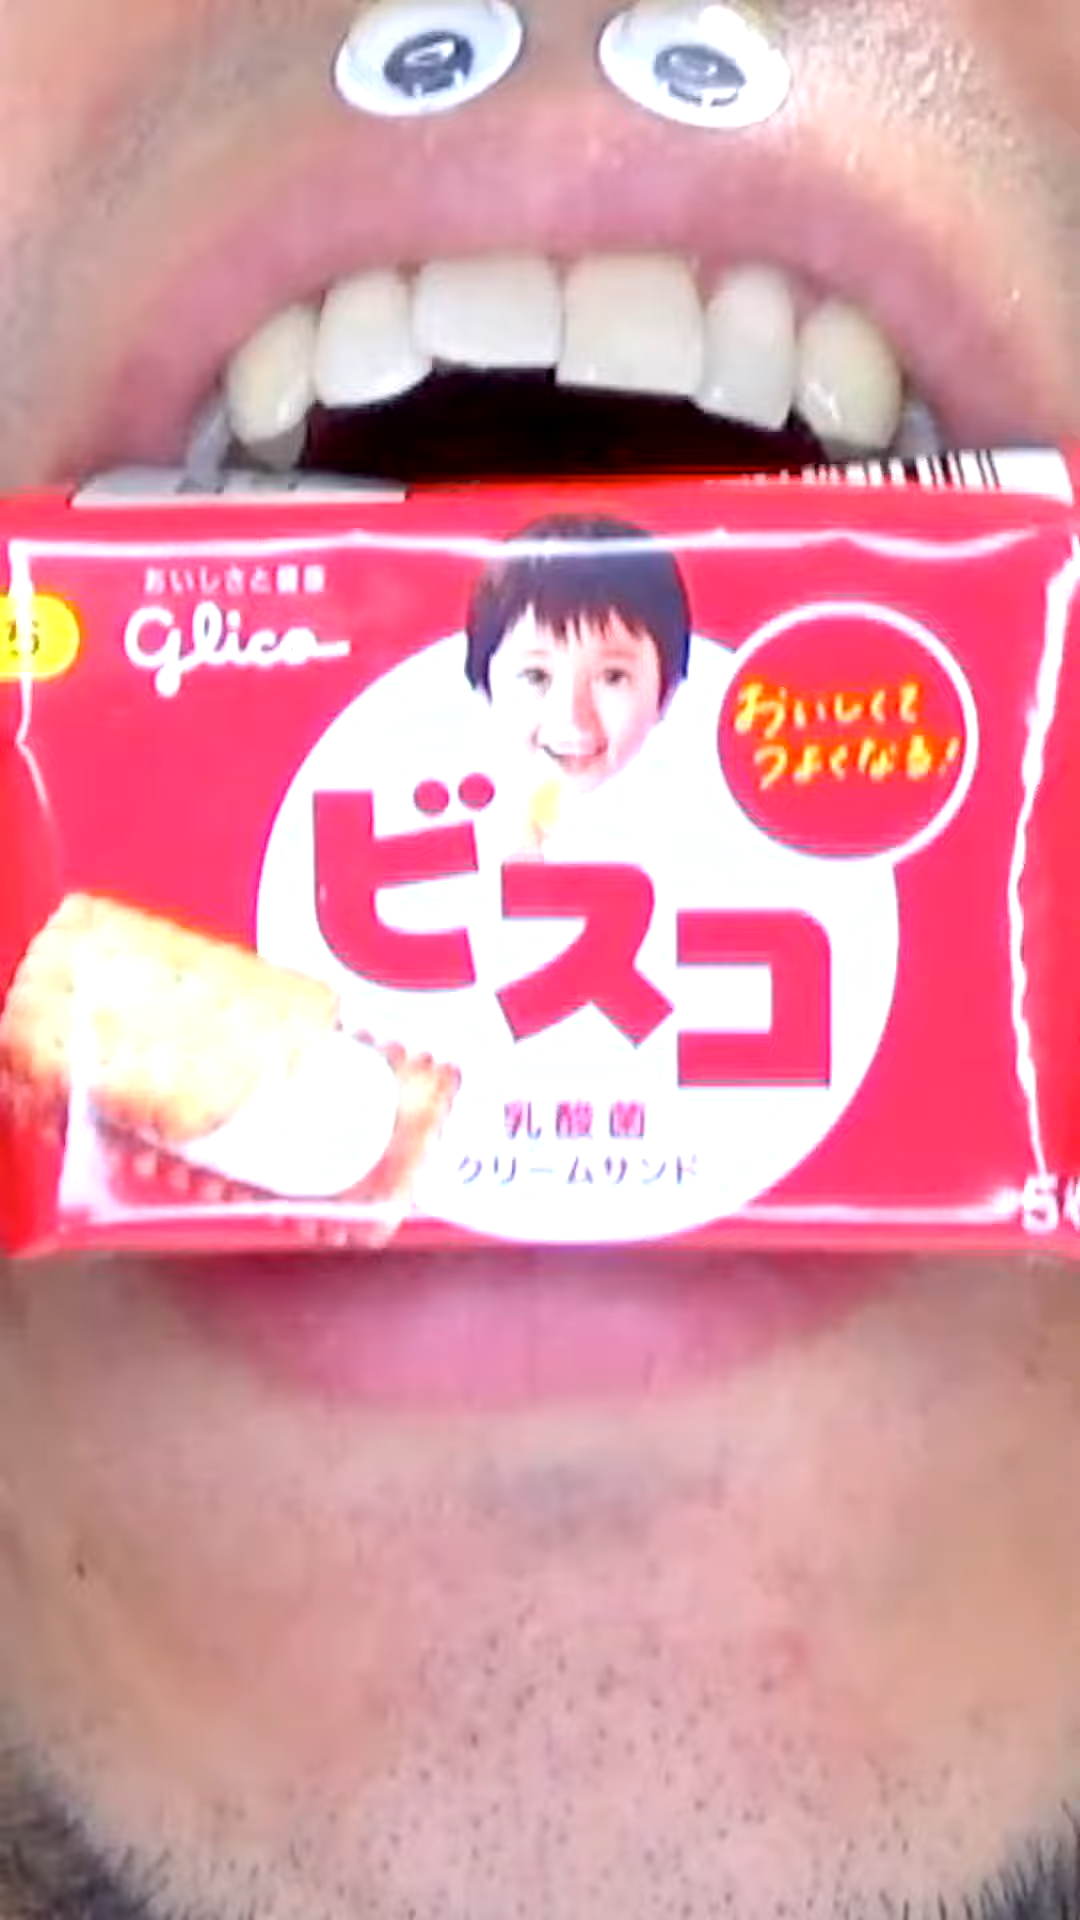 おいしさと健康
glico
おいしくて
つよくなる!
ビスコ
乳酸菌
クリームサンド